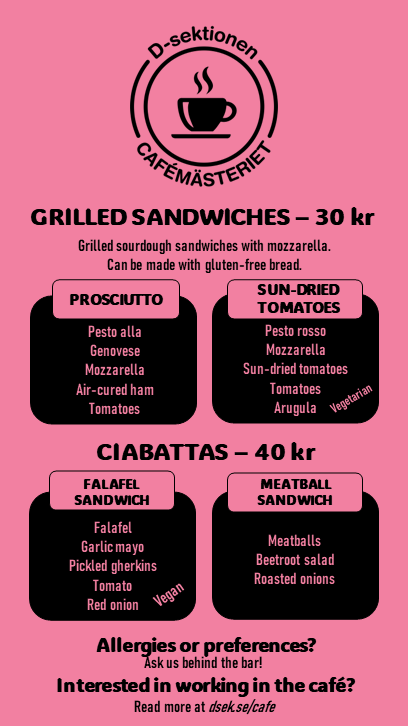 D-sektionen
CAFÉMÄSTERIET
GRILLED SANDWICHES – 30 kr
Grilled sourdough sandwiches with mozzarella.
Can be made with gluten-free bread.
PROSCIUTTO
Pesto alla
Genovese
Mozzarella
Air-cured ham
Tomatoes
SUN-DRIED
TOMATOES
Pesto rosso
Mozzarella
Sun-dried tomatoes
Tomatoes
Arugula
Vegetarian
CIABATTAS – 40 kr
FALAFEL
SANDWICH
Falafel
Garlic mayo
Pickled gherkins
Tomato
Red onion
Vegan
MEATBALL
SANDWICH
Meatballs
Beetroot salad
Roasted onions
Allergies or preferences?
Ask us behind the bar!
Interested in working in the café?
Read more at dsek.se/cafe